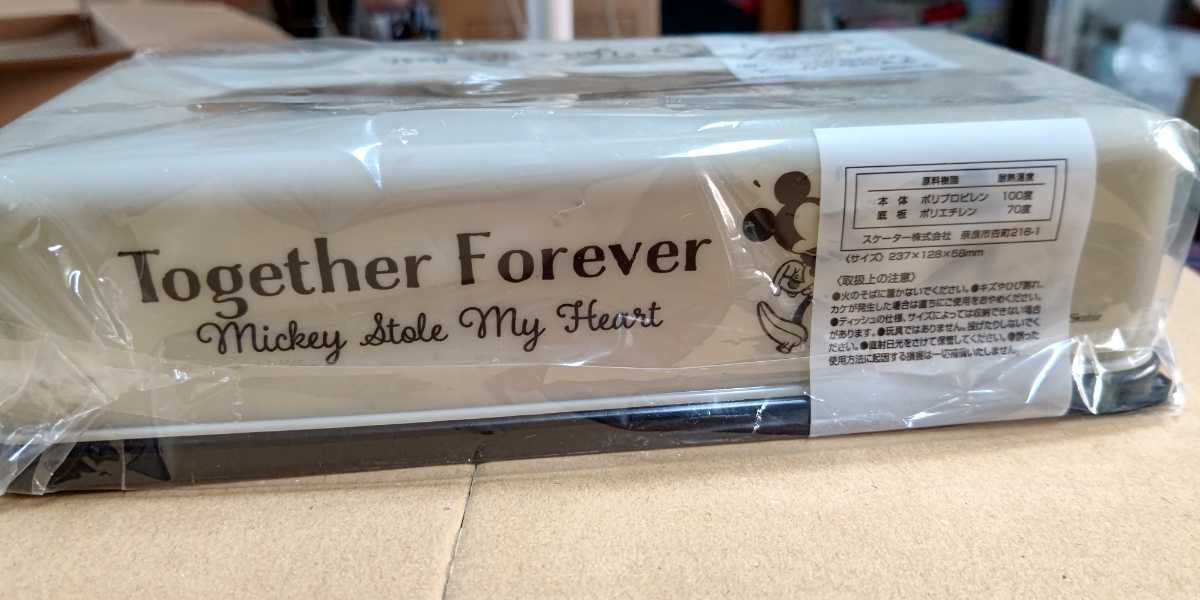 Together Forever
Mickey Stole My Heart
原料樹脂 耐熱温度
本体 ポリプロピレン 100度
底板 ポリエチレン 70度
スケーター株式会社 奈良市杏町216-1
〈サイズ〉237×128×58mm
〈取扱上の注意〉
●火のそばに置かないでください。●キズやひび割れ、
カケが発生した場合は直ちにご使用をおやめください。
●ティッシュの仕様、サイズによっては収納できない場合
があります。●玩具ではありません。投げたりしないでく
ださい。●直射日光をさけて保管してください。●誤った
使用方法に起因する損援は一切補償いたしません。